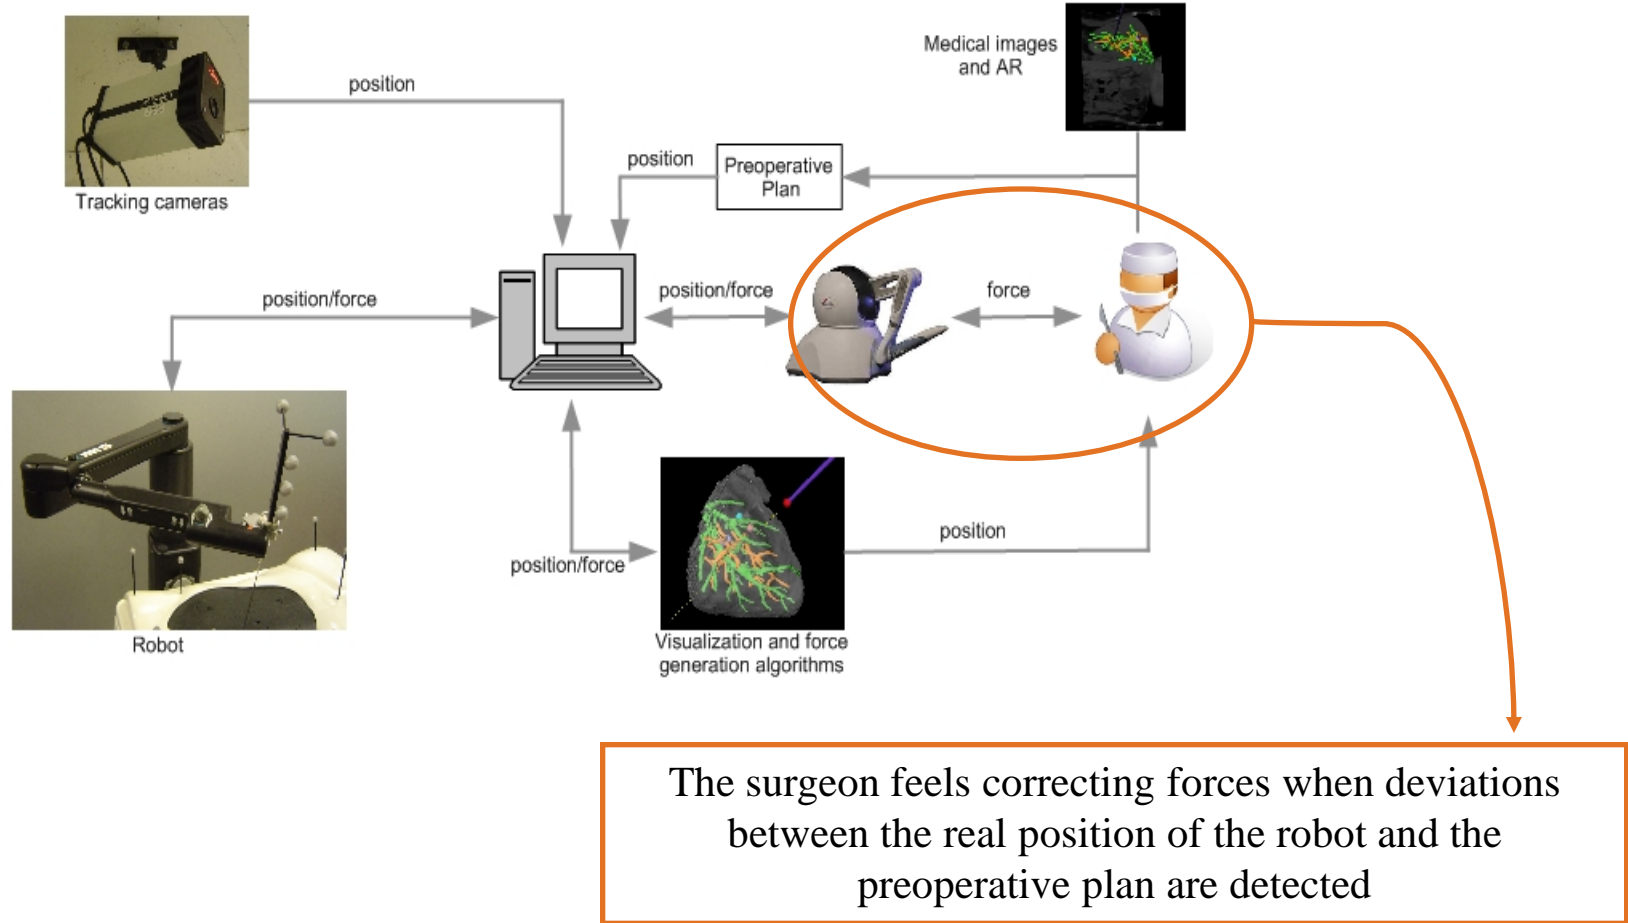 Medical images
and AR
position
position
Preoperative
Plan
Tracking cameras
position/force
position/force
force
position/force
position
Robot
Visualization and force
generation algorithms
The surgeon feels correcting forces when deviations
between the real position of the robot and the
preoperative plan are detected